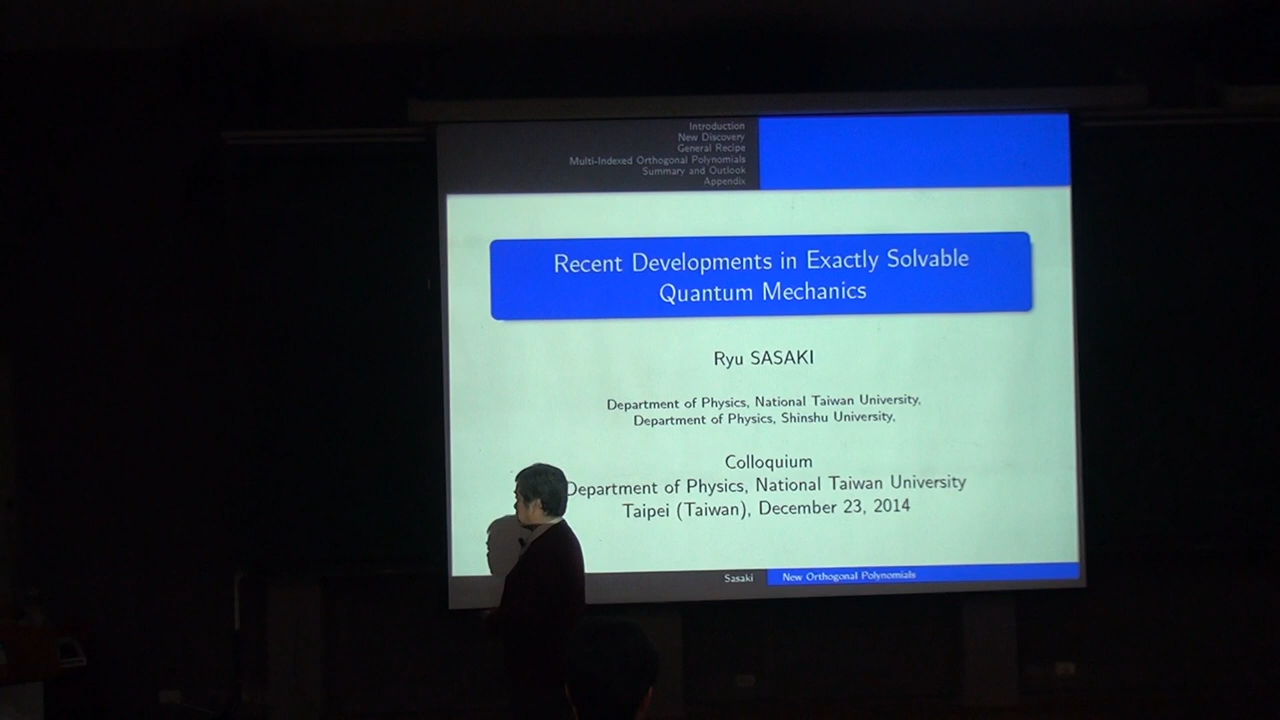 Introduction
New Discovery
General Recipe
Multi-Indexed Orthogonal Polynomials
Summary and Outlook
Appendix
Recent Developments in Exactly Solvable
Quantum Mechanics
Ryu SASAKI
Department of Physics, National Taiwan University,
Department of Physics, Shinshu University,
Colloquium
Department of Physics, National Taiwan University
Taipei (Taiwan), December 23, 2014
Sasaki
New Orthogonal Polynomials